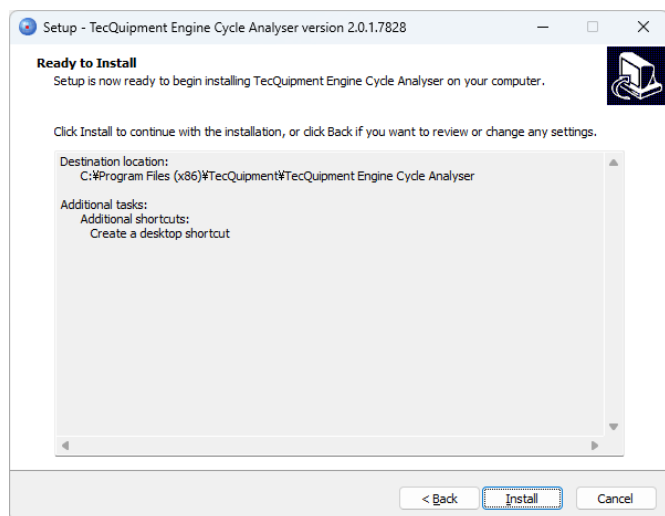 Setup - TecQuipment Engine Cycle Analyser version 2.0.1.7828
Ready to Install
Setup is now ready to begin installing TecQuipment Engine Cycle Analyser on your computer.
Click Install to continue with the installation, or click Back if you want to review or change any settings.
Destination location:
C:¥Program Files (x86)¥TecQuipment¥TecQuipment Engine Cycle Analyser
Additional tasks:
Additional shortcuts:
Create a desktop shortcut
< Back
Install
Cancel